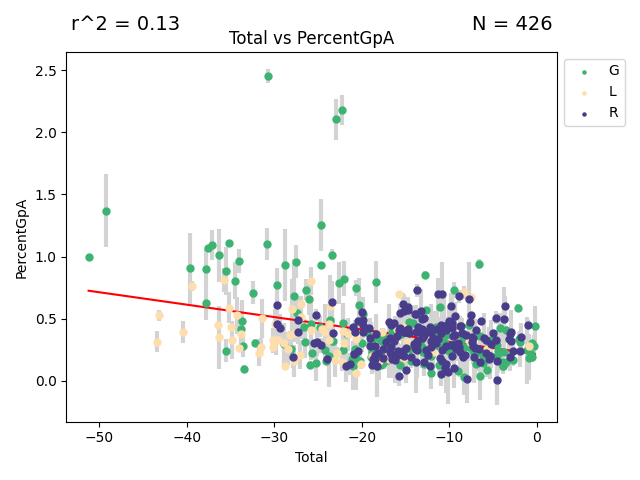 r^2 = 0.13
N = 426
Total vs PercentGpA
2.5
2.0
1.5
1.0
0.5
0.0
PercentGpA
−50
−40
−30
−20
−10
0
Total
G
L
R